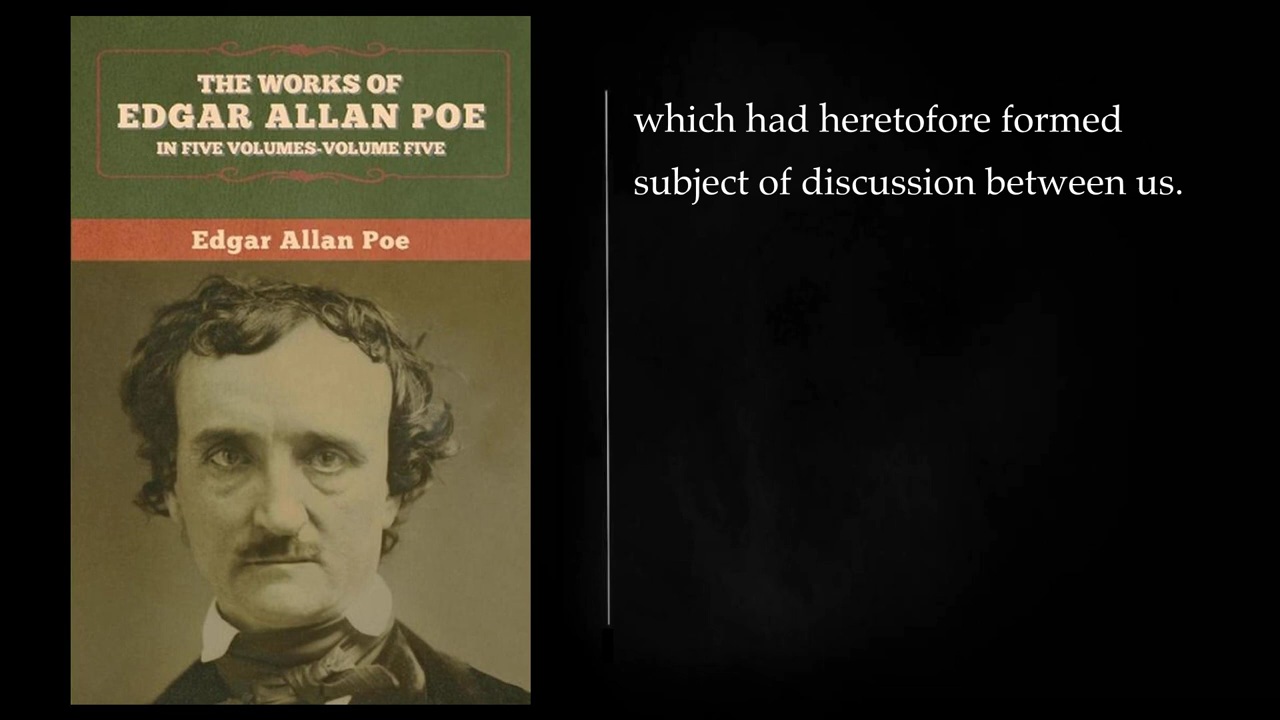 THE WORKS OF
EDGAR ALLAN POE
IN FIVE VOLUMES-VOLUME FIVE
Edgar Allan Poe
which had heretofore formed
subject of discussion between us.